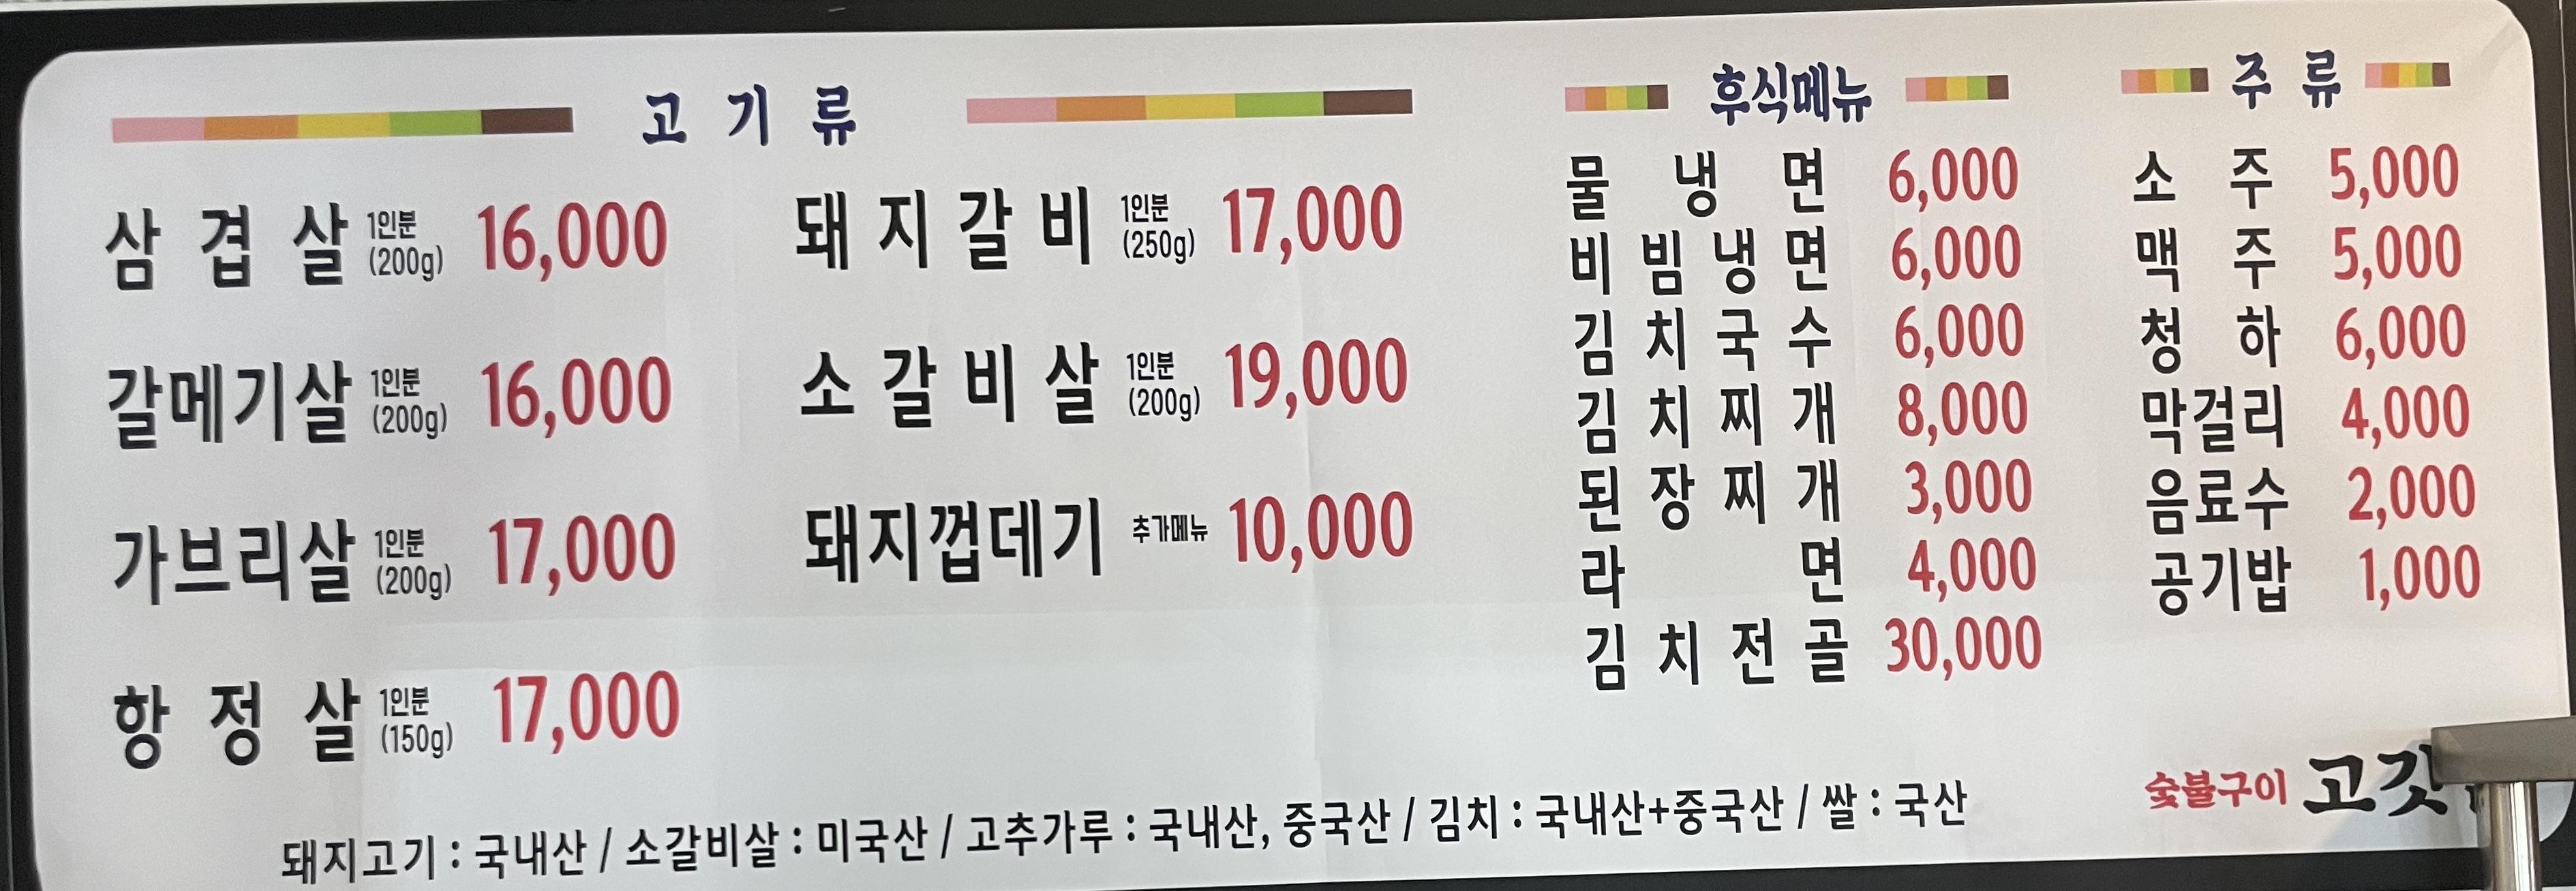 고기류
삼겹살 1인분 (200g) 16,000
갈메기살 1인분 (200g) 16,000
가브리살 1인분 (200g) 17,000
항정살 1인분 (150g) 17,000
돼지갈비 1인분 (250g) 17,000
소갈비살 1인분 (200g) 19,000
돼지껍데기 추가메뉴 10,000
후식메뉴
물냉면 6,000
비빔냉면 6,000
김치국수 6,000
김치찌개 8,000
된장찌개 3,000
라면 4,000
김치전골 30,000
주류
소주 5,000
맥주 5,000
청하 6,000
막걸리 4,000
음료수 2,000
공기밥 1,000
돼지고기 : 국내산 / 소갈비살 : 미국산 / 고추가루 : 국내산, 중국산 / 김치 : 국내산+중국산 / 쌀 : 국산
숯불구이 고깃